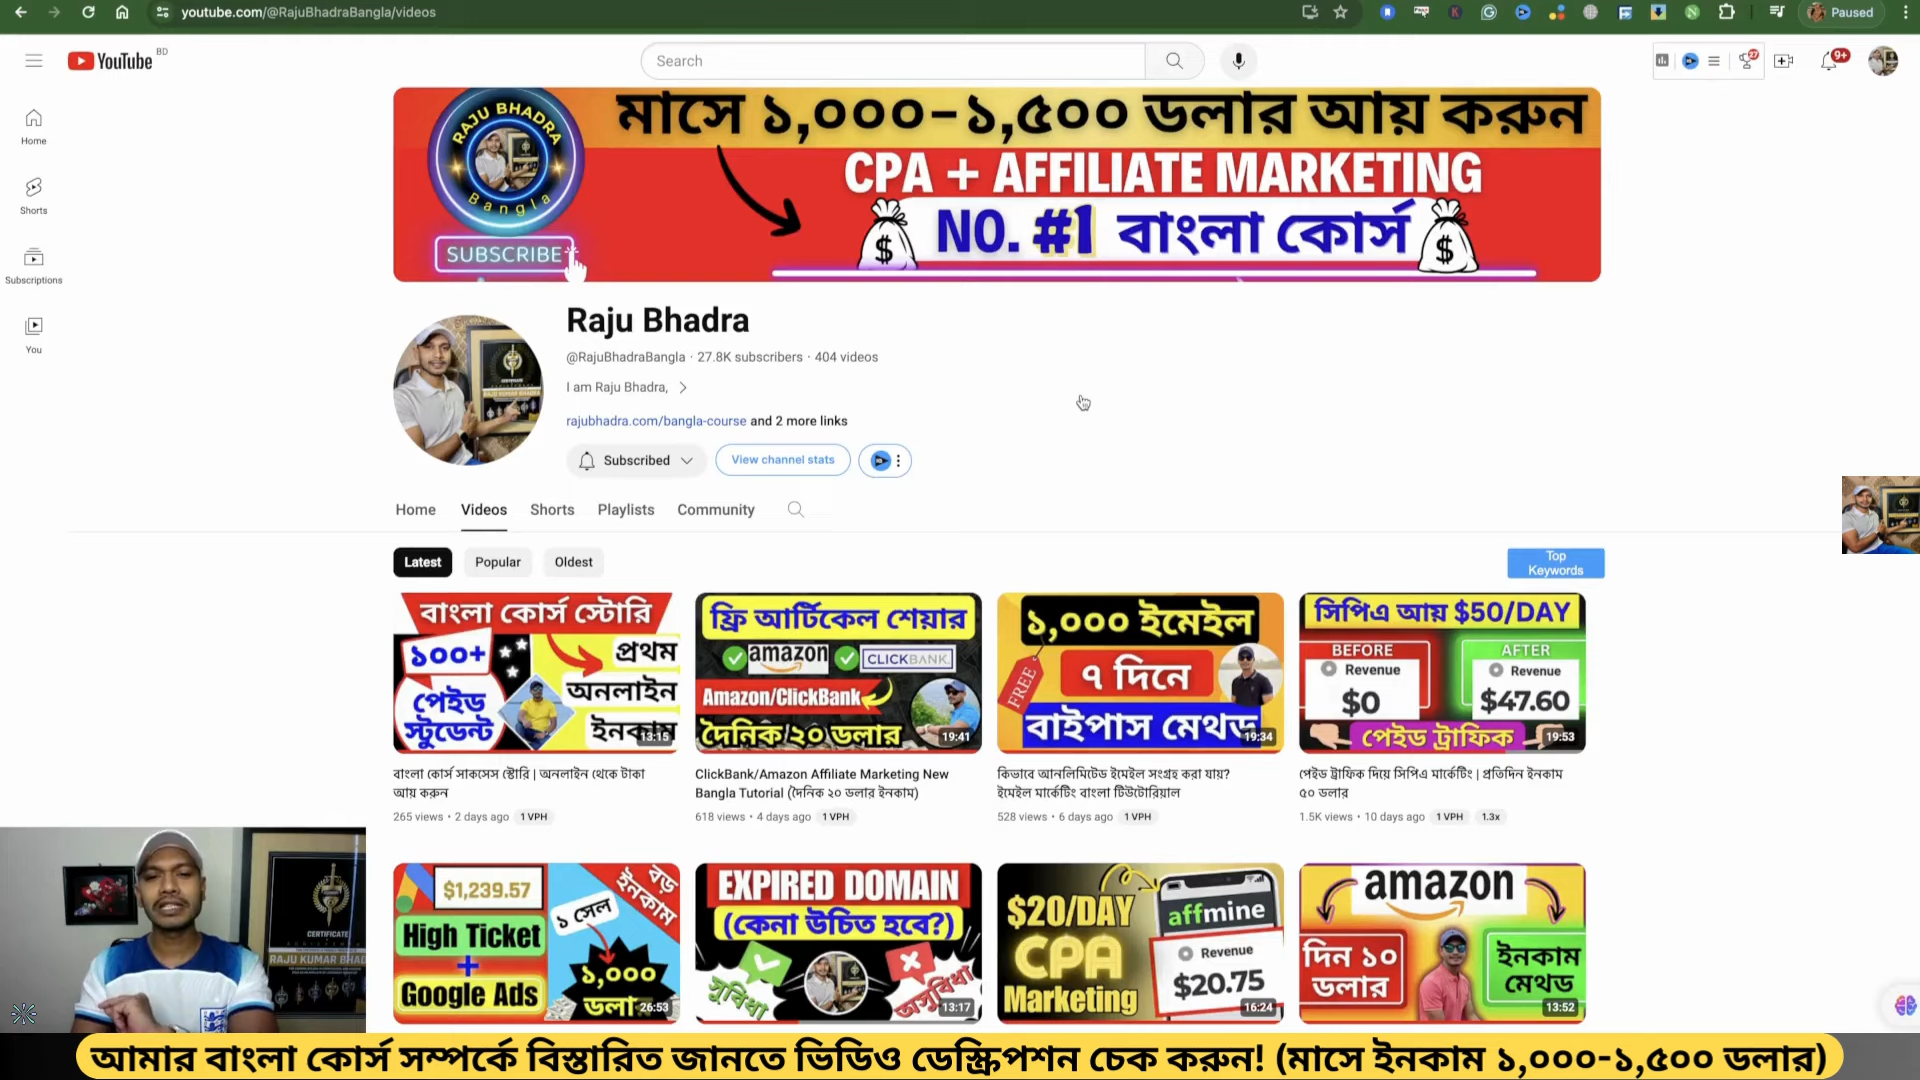 youtube.com/@RajuBhadraBangla/videos
Paused
YouTube BD
Search
27
9+
Home
Shorts
Subscriptions
You
RAJU BHADRA
Bangla
SUBSCRIBE
মাসে ১,০০০-১,৫০০ ডলার আয় করুন
CPA + AFFILIATE MARKETING
NO. #1 বাংলা কোর্স
$ $
Raju Bhadra
@RajuBhadraBangla · 27.8K subscribers · 404 videos
I am Raju Bhadra,
rajubhadra.com/bangla-course and 2 more links
Subscribed
View channel stats
Home Videos Shorts Playlists Community
Latest Popular Oldest
Top
Keywords
বাংলা কোর্স স্টোরি
১০০+
পেইড
স্টুডেন্ট
প্রথম
অনলাইন
ইনকাম
13:15
বাংলা কোর্স সাকসেস স্টোরি | অনলাইন থেকে টাকা
আয় করুন
265 views • 2 days ago 1 VPH
ফ্রি আর্টিকেল শেয়ার
amazon CLICKBANK
Amazon/ClickBank
দৈনিক ২০ ডলার
19:41
ClickBank/Amazon Affiliate Marketing New
Bangla Tutorial (দৈনিক ২০ ডলার ইনকাম)
618 views • 4 days ago 1 VPH
১,০০০ ইমেইল
FREE
৭ দিনে
বাইপাস মেথড
19:34
কিভাবে আনলিমিটেড ইমেইল সংগ্রহ করা যায়?
ইমেইল মার্কেটিং বাংলা টিউটোরিয়াল
528 views • 6 days ago 1 VPH
সিপিএ আয় $50/DAY
BEFORE AFTER
Revenue Revenue
$0 $47.60
পেইড ট্রাফিক
19:53
পেইড ট্রাফিক দিয়ে সিপিএ মার্কেটিং | প্রতিদিন ইনকাম
৫০ ডলার
1.5K views • 10 days ago 1 VPH 1.3x
$1,239.57
High Ticket
+
Google Ads
বড়
ইনকাম
১ সেল
১,০০০
26:53
EXPIRED DOMAIN
(কেনা উচিত হবে?)
সুবিধা
অসুবিধা
13:17
$20/DAY
CPA
Marketing
affmine
Revenue
$20.75
16:24
amazon
দিন ১০
ডলার
ইনকাম
মেথড
13:52
CERTIFICATE
RAJU KUMAR BHAD
আমার বাংলা কোর্স সম্পর্কে বিস্তারিত জানতে ভিডিও ডেস্ক্রিপশন চেক করুন! (মাসে ইনকাম ১,০০০-১,৫০০ ডলার)